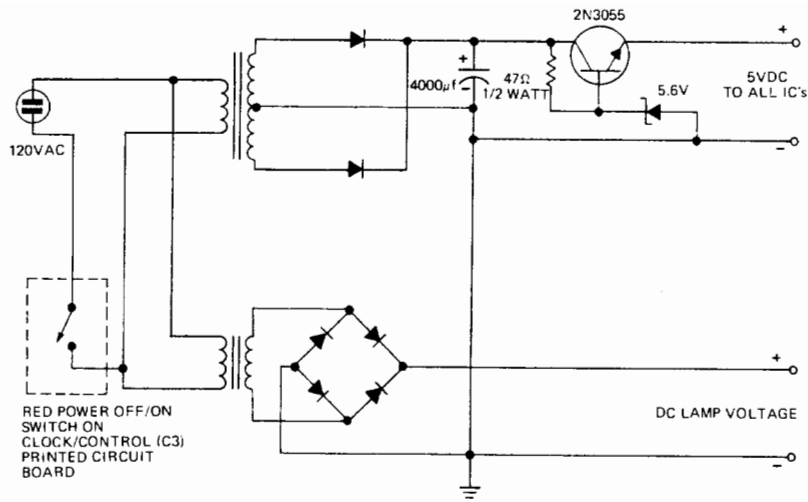 2N3055
+
+
4000µf
-
47Ω
1/2 WATT
5.6V
5VDC
TO ALL IC's
-
120VAC
+
RED POWER OFF/ON
SWITCH ON
CLOCK/CONTROL (C3)
PRINTED CIRCUIT
BOARD
DC LAMP VOLTAGE
-